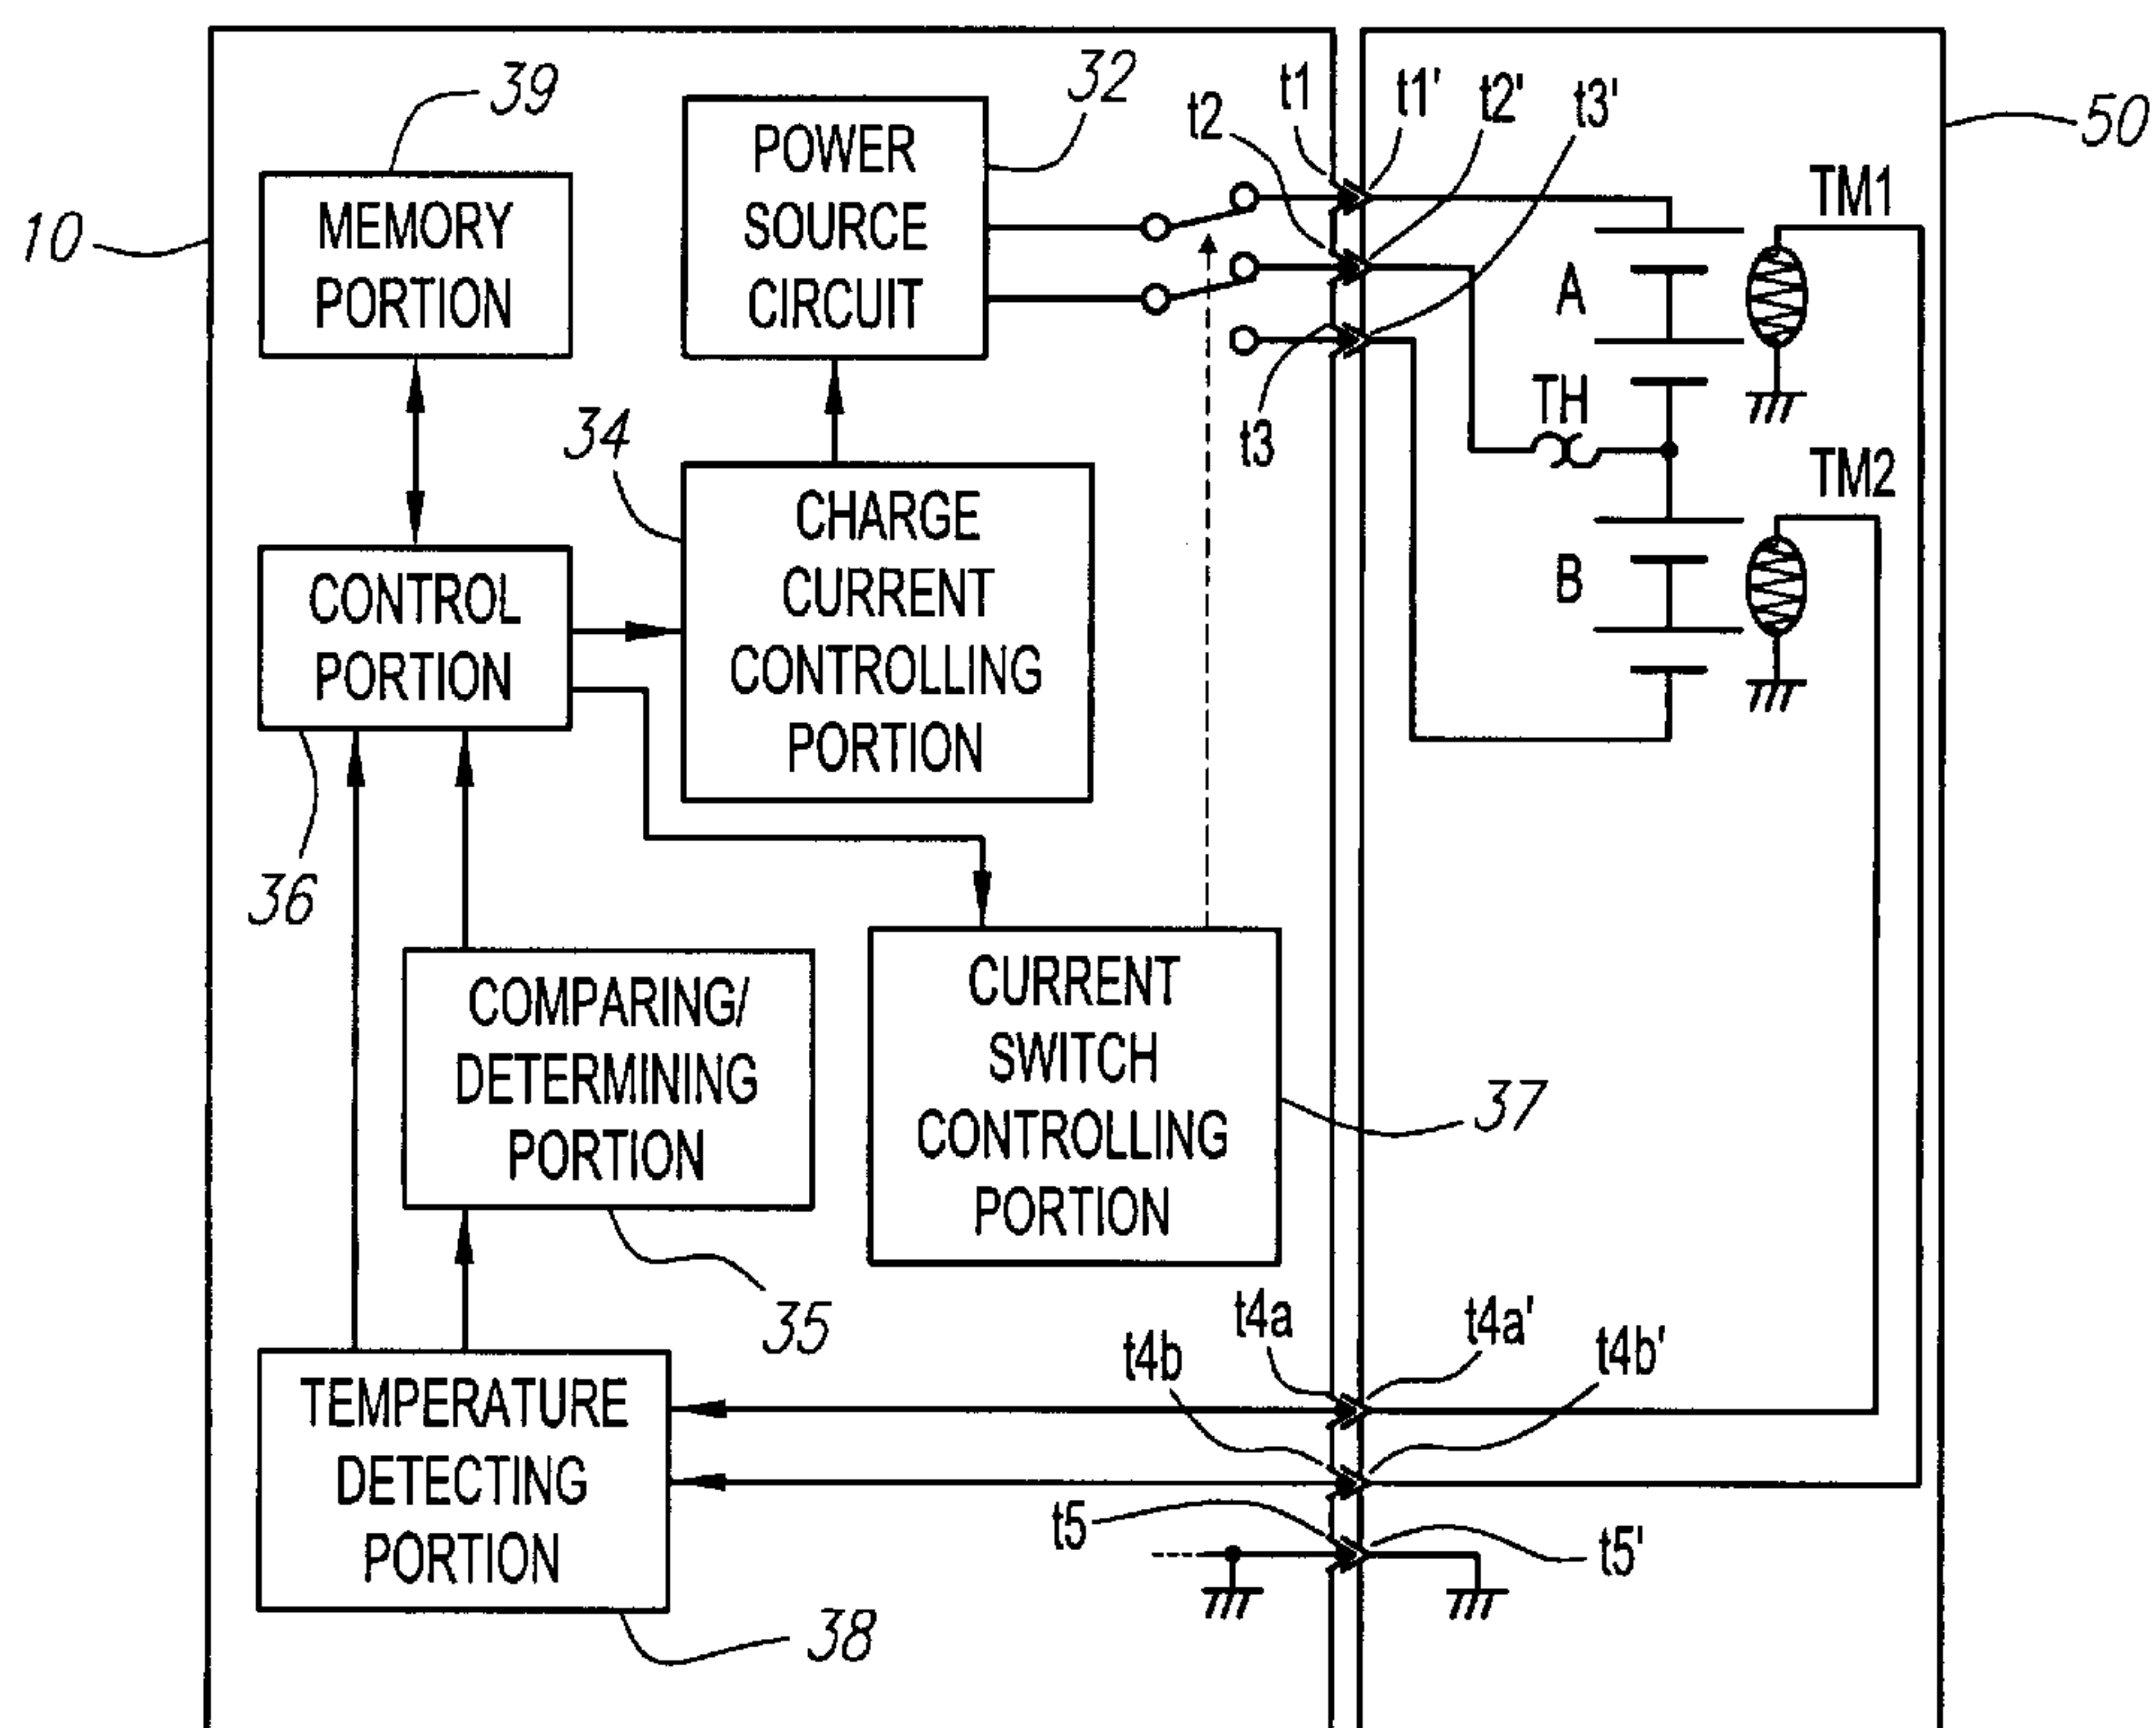 10
39
MEMORY
PORTION
32
POWER
SOURCE
CIRCUIT
t2
t1
t1'
t2'
t3'
50
TM1
A
TH
t3
34
CHARGE
CURRENT
CONTROLLING
PORTION
TM2
B
CONTROL
PORTION
36
COMPARING/
DETERMINING
PORTION
35
CURRENT
SWITCH
CONTROLLING
PORTION
37
t4a
t4b
t4a'
t4b'
TEMPERATURE
DETECTING
PORTION
38
t5
t5'